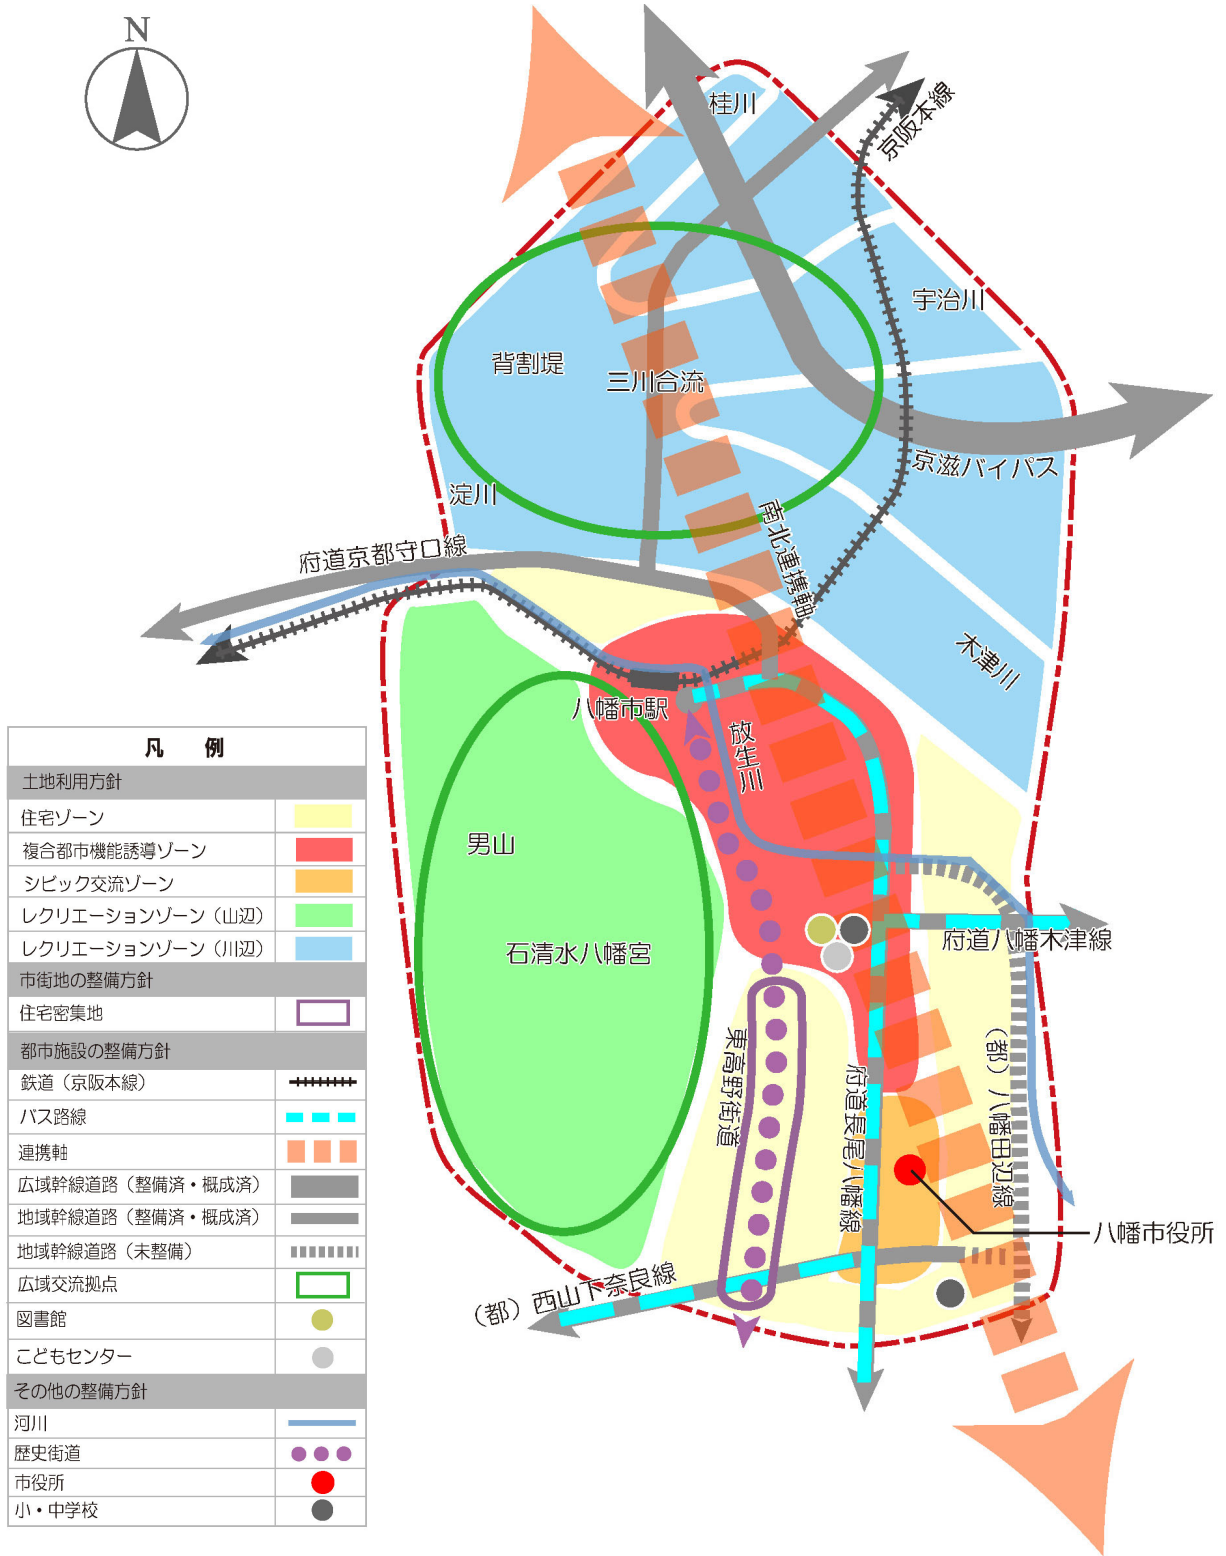 N
桂川
京阪本線
宇治川
背割堤
三川合流
京滋バイパス
淀川
南北連携軸
府道京都守口線
木津川
八幡市駅
放生川
男山
石清水八幡宮
府道八幡木津線
東高野街道
府道長尾八幡線
（都）八幡田辺線
八幡市役所
（都）西山下奈良線
凡 例
土地利用方針
住宅ゾーン
複合都市機能誘導ゾーン
シビック交流ゾーン
レクリエーションゾーン（山辺）
レクリエーションゾーン（川辺）
市街地の整備方針
住宅密集地
都市施設の整備方針
鉄道（京阪本線）
バス路線
連携軸
広域幹線道路（整備済・概成済）
地域幹線道路（整備済・概成済）
地域幹線道路（未整備）
広域交流拠点
図書館
こどもセンター
その他の整備方針
河川
歴史街道
市役所
小・中学校